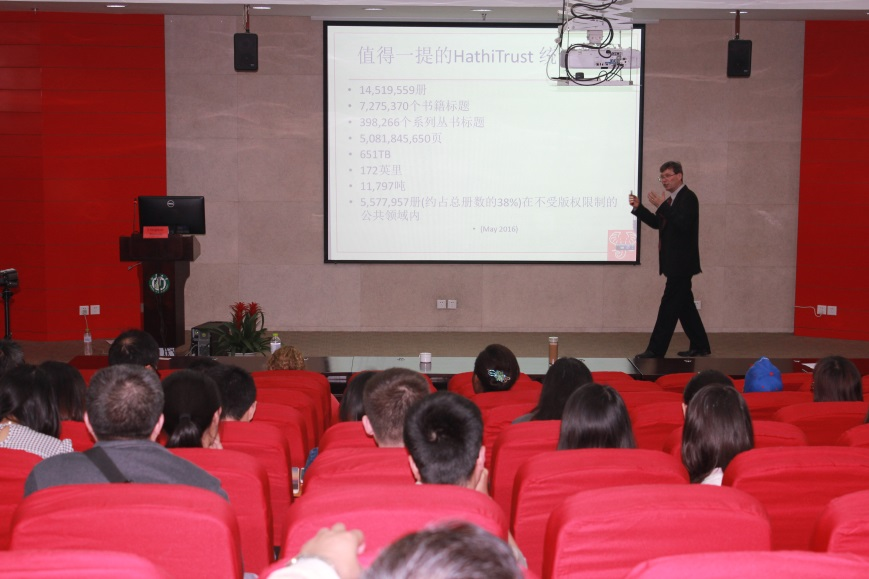 值得一提的HathiTrust 统
• 14,519,559册
• 7,275,370个书籍标题
• 398,266个系列丛书标题
• 5,081,845,650页
• 651TB
• 172英里
• 11,797吨
• 5,577,957册(约占总册数的38%)在不受版权限制的
公共领域内
• (May 2016)
DELL